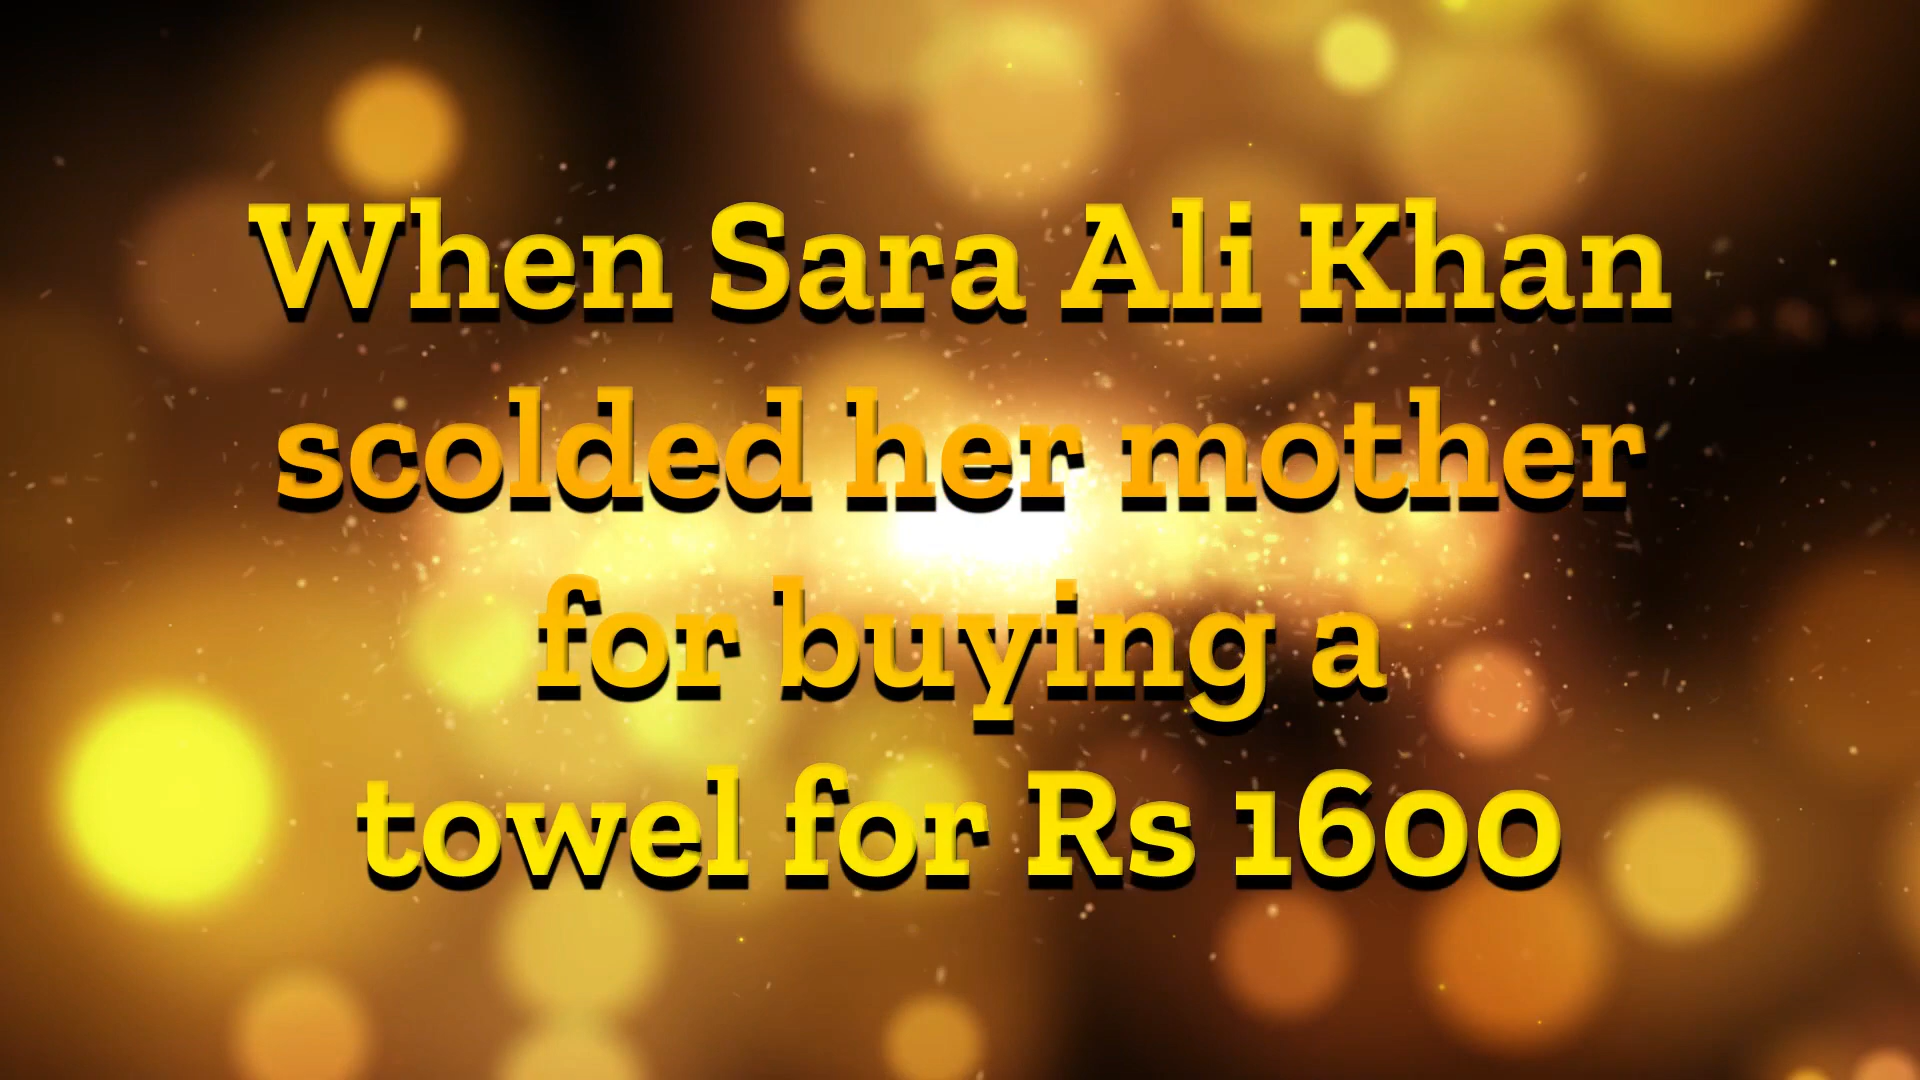 When Sara Ali Khan
scolded her mother
for buying a
towel for Rs 1600